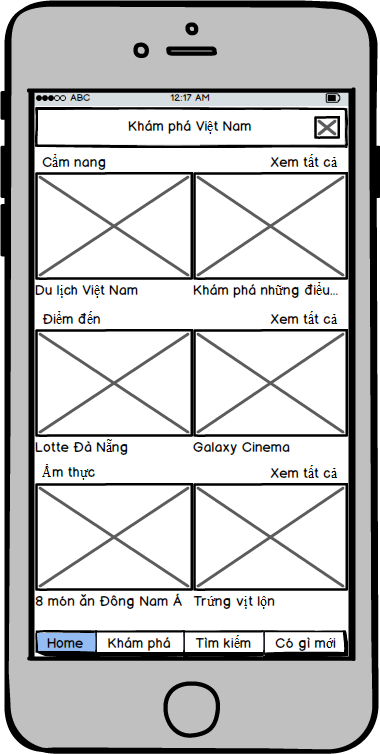 ABC 12:17 AM
Khám phá Việt Nam
Cẩm nang Xem tất cả
Du lịch Việt Nam Khám phá những điều...
Điểm đến Xem tất cả
Lotte Đà Nẵng Galaxy Cinema
Ẩm thực Xem tất cả
8 món ăn Đông Nam Á Trứng vịt lộn
Home Khám phá Tìm kiếm Có gì mới